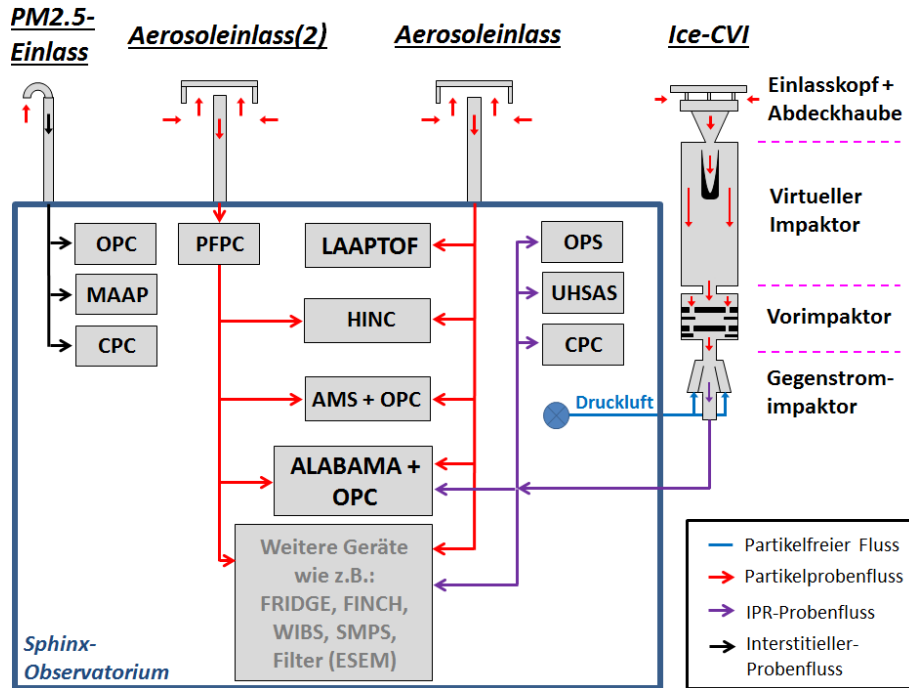 PM2.5-
Einlass
Aerosoleinlass(2)
Aerosoleinlass
Ice-CVI
Einlasskopf +
Abdeckhaube
Virtueller
Impaktor
Vorimpaktor
Gegenstrom-
impaktor
OPC
MAAP
CPC
PFPC
LAAPTOF
HINC
AMS + OPC
ALABAMA +
OPC
Weitere Geräte
wie z.B.:
FRIDGE, FINCH,
WIBS, SMPS,
Filter (ESEM)
OPS
UHSAS
CPC
Druckluft
Sphinx-
Observatorium
Partikelfreier Fluss
Partikelprobenfluss
IPR-Probenfluss
Interstitieller-
Probenfluss